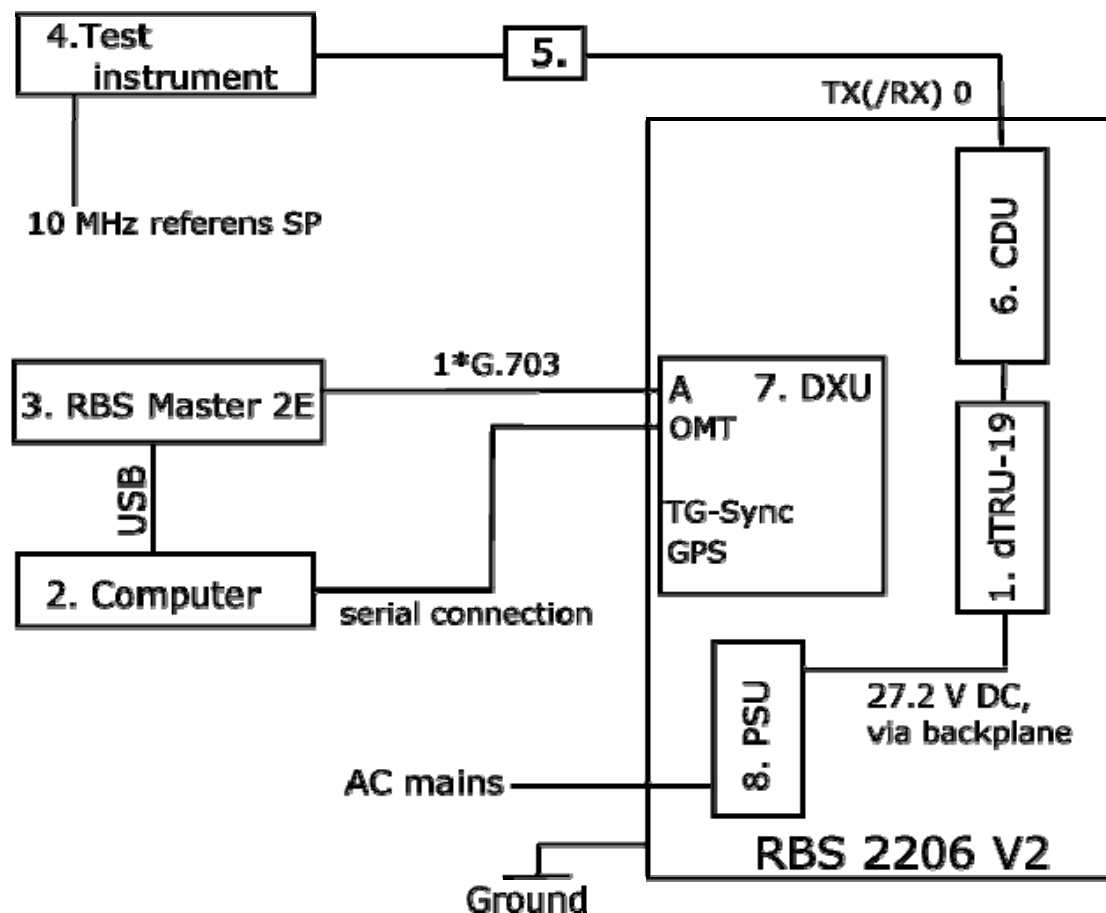 4.Test
instrument
5.
TX(/RX) 0
10 MHz referens SP
6. CDU
1*G.703
3. RBS Master 2E
A
7. DXU
OMT
USB
TG-Sync
GPS
1. dTRU-19
2. Computer
serial connection
8. PSU
27.2 V DC,
via backplane
AC mains
RBS 2206 V2
Ground